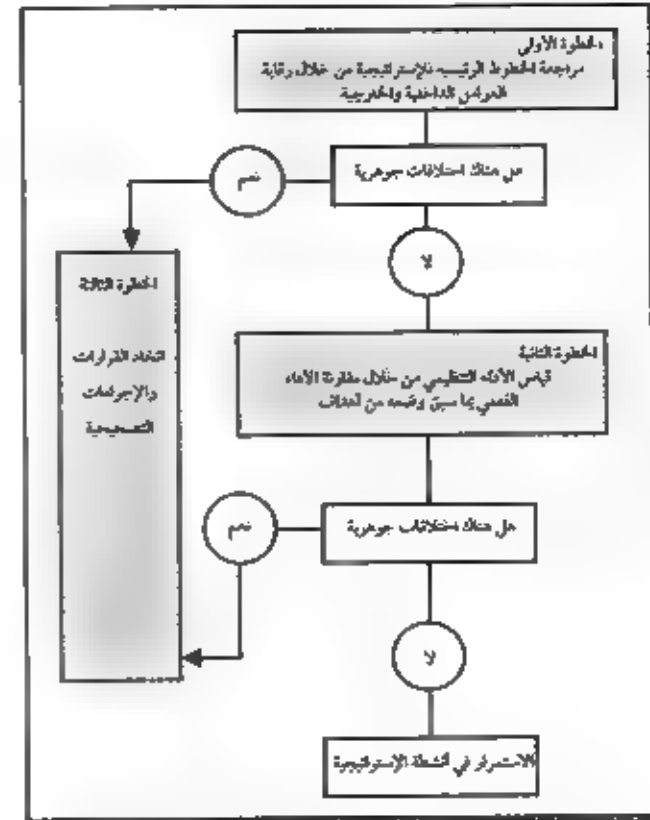 الخطوة الأولى
مراجعة الخطوط الرئيسية للإستراتيجية من خلال رقابة
العوامل الداخلية والخارجية
هل هناك اختلافات جوهرية
نعم
لا
الخطوة الثالثة
اتخاذ القرارات
والإجراءات
التصحيحية
الخطوة الثانية
قياس الأداء التنظيمي من خلال مقارنة الأداء
الفعلي بما سبق وضعه من أهداف
هل هناك اختلافات جوهرية
نعم
لا
الاستمرار في أنشطة الإستراتيجية